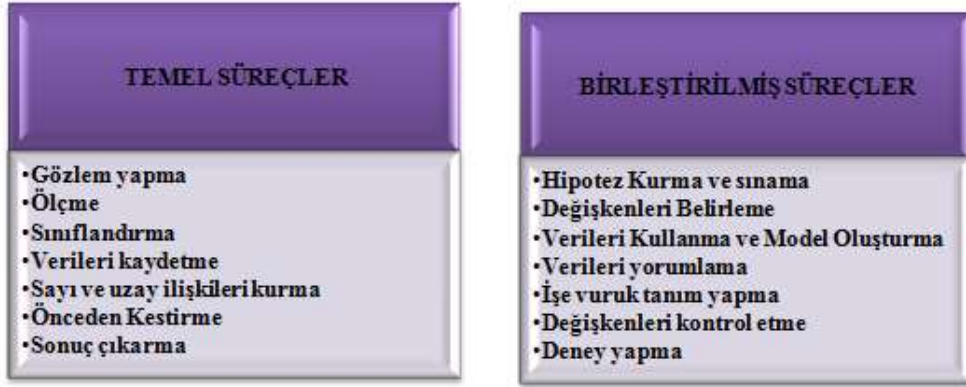 TEMEL SÜREÇLER
•Gözlem yapma
•Ölçme
•Sınıflandırma
•Verileri kaydetme
•Sayı ve uzay ilişkileri kurma
•Önceden Kestirme
•Sonuç çıkarma
BİRLEŞTİRİLMİŞ SÜREÇLER
•Hipotez Kurma ve sınama
•Değişkenleri Belirleme
•Verileri Kullanma ve Model Oluşturma
•Verileri yorumlama
•İşe vuruk tanım yapma
•Değişkenleri kontrol etme
•Deney yapma